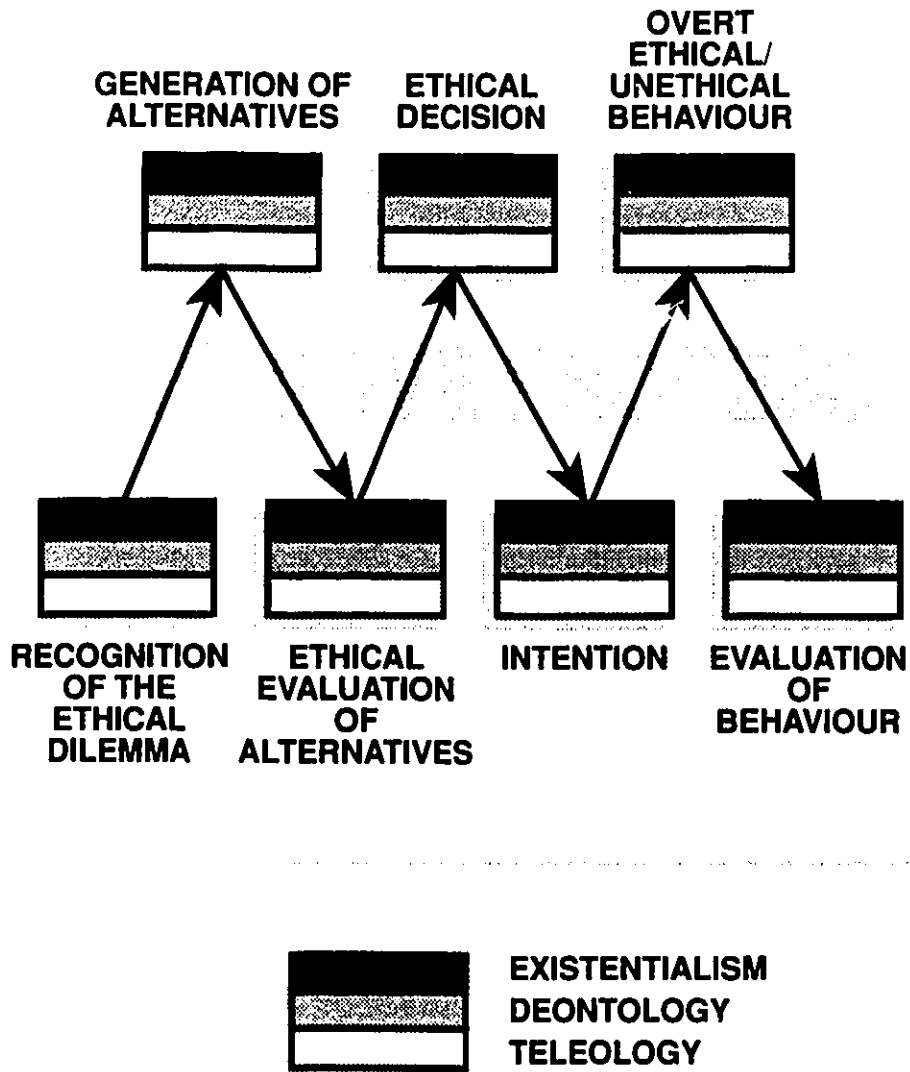 GENERATION OF
ALTERNATIVES
ETHICAL
DECISION
OVERT
ETHICAL/
UNETHICAL
BEHAVIOUR
RECOGNITION
OF THE
ETHICAL
DILEMMA
ETHICAL
EVALUATION
OF
ALTERNATIVES
INTENTION
EVALUATION
OF
BEHAVIOUR
EXISTENTIALISM
DEONTOLOGY
TELEOLOGY